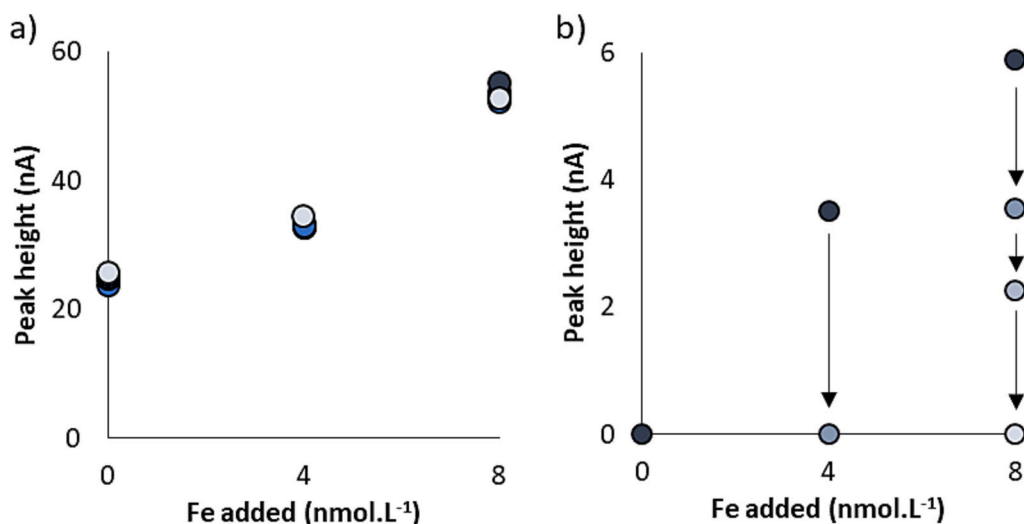 a)
Peak height (nA)
60
40
20
0
0 4 8
Fe added (nmol.L⁻¹)
b)
Peak height (nA)
6
4
2
0
0 4 8
Fe added (nmol.L⁻¹)